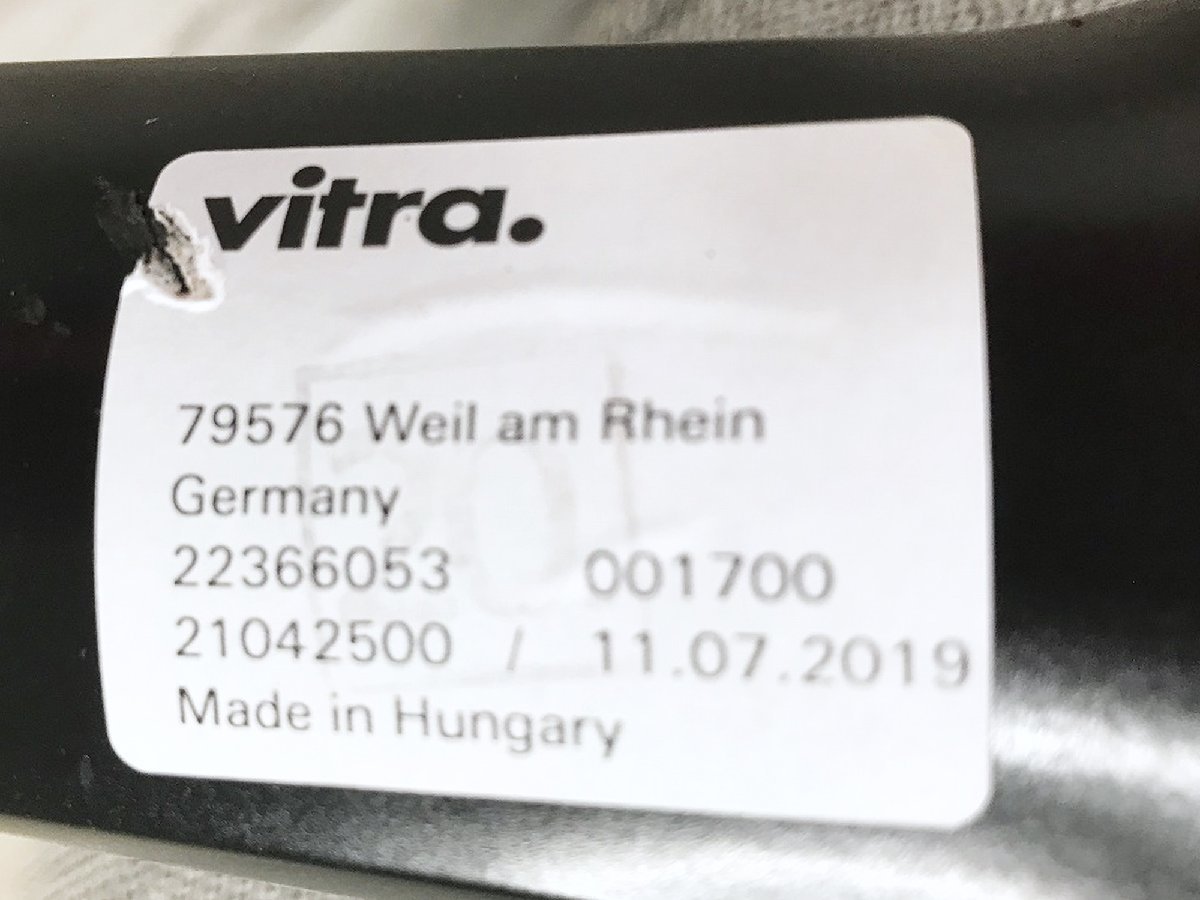 vitra.
79576 Weil am Rhein
Germany
22366053 001700
21042500 / 11.07.2019
Made in Hungary